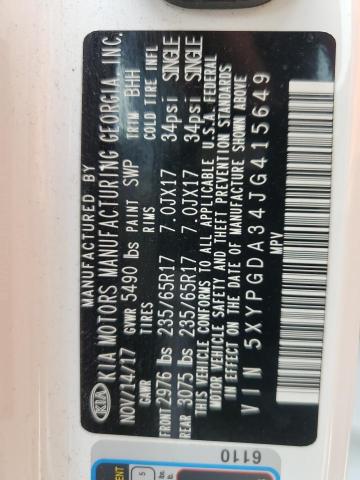 MANUFACTURED BY
KIA KIA MOTORS MANUFACTURING GEORGIA, INC.
NOV/14/17 GVWR 5490 lbs PAINT SWP TRIM BHH
GAWR TIRES RIMS COLD TIRE INFL
FRONT 2976 lbs 235/65R17 7.0JX17 34psi SINGLE
REAR 3075 lbs 235/65R17 7.0JX17 34psi SINGLE
THIS VEHICLE CONFORMS TO ALL APPLICABLE U.S.A. FEDERAL
MOTOR VEHICLE SAFETY AND THEFT PREVENTION STANDARDS
IN EFFECT ON THE DATE OF MANUFACTURE SHOWN ABOVE
VIN 5XYPGDA34JG415649
MPV
6110
5